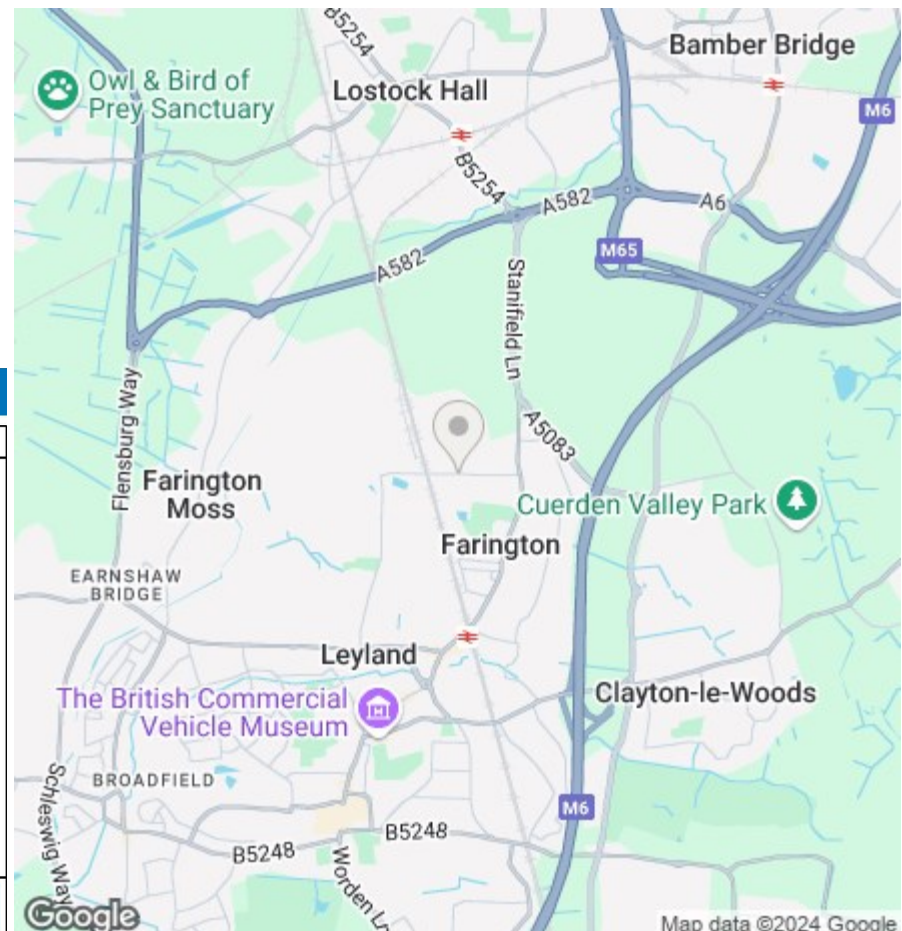 B5254
Bamber Bridge
Owl & Bird of
Prey Sanctuary
Lostock Hall
M6
B5254
A582
A6
M65
A582
Stanifield Ln
Flensburg Way
A5083
Farington
Moss
Cuerden Valley Park
Farington
EARNSHAW
BRIDGE
Leyland
The British Commercial
Vehicle Museum
Clayton-le-Woods
BROADFIELD
Schleswig Way
M6
B5248
B5248
Worden Ln
Google
Map data ©2024 Google